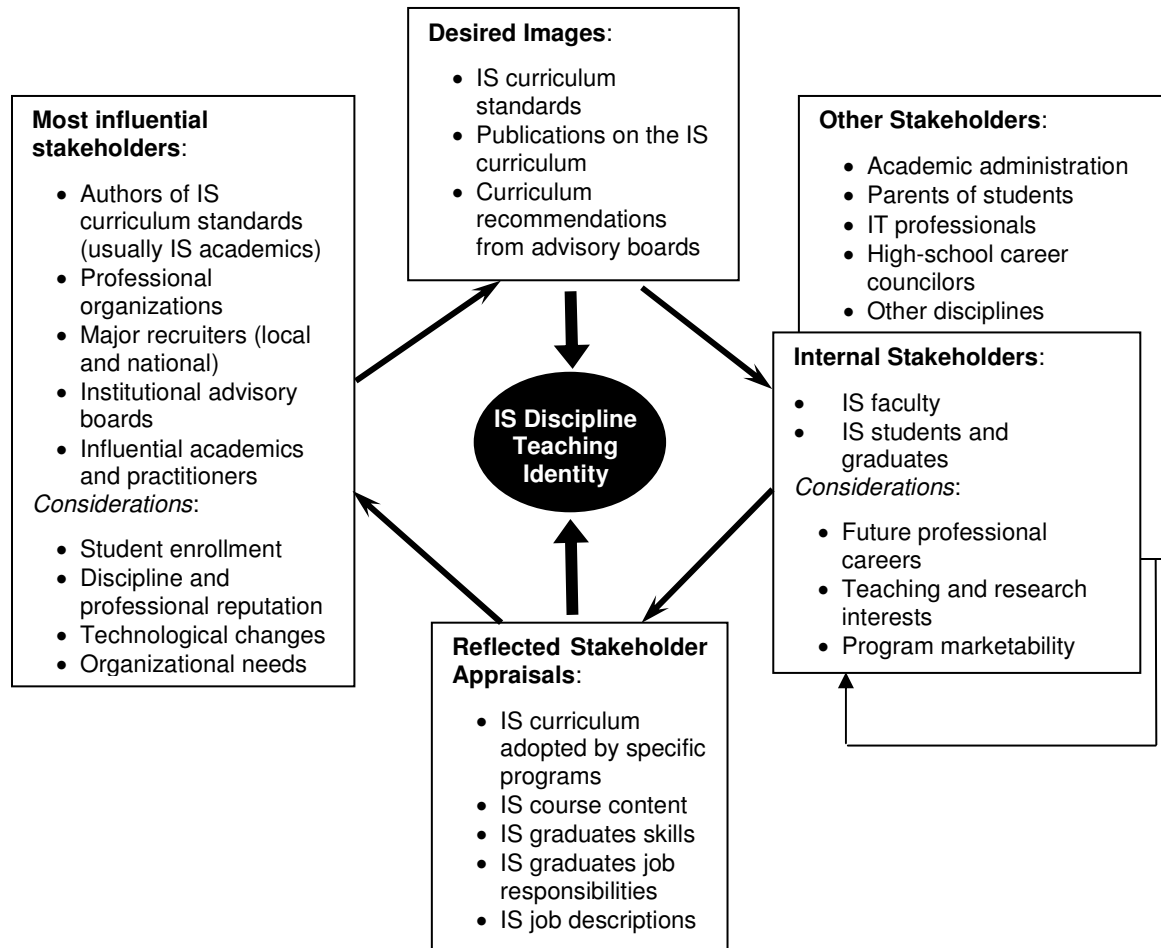 Desired Images:
• IS curriculum
standards
• Publications on the IS
curriculum
• Curriculum
recommendations
from advisory boards
Most influential
stakeholders:
• Authors of IS
curriculum standards
(usually IS academics)
• Professional
organizations
• Major recruiters (local
and national)
• Institutional advisory
boards
• Influential academics
and practitioners
Considerations:
• Student enrollment
• Discipline and
professional reputation
• Technological changes
• Organizational needs
Other Stakeholders:
• Academic administration
• Parents of students
• IT professionals
• High-school career
councilors
• Other disciplines
Internal Stakeholders:
• IS faculty
• IS students and
graduates
Considerations:
• Future professional
careers
• Teaching and research
interests
• Program marketability
IS Discipline
Teaching
Identity
Reflected Stakeholder
Appraisals:
• IS curriculum
adopted by specific
programs
• IS course content
• IS graduates skills
• IS graduates job
responsibilities
• IS job descriptions